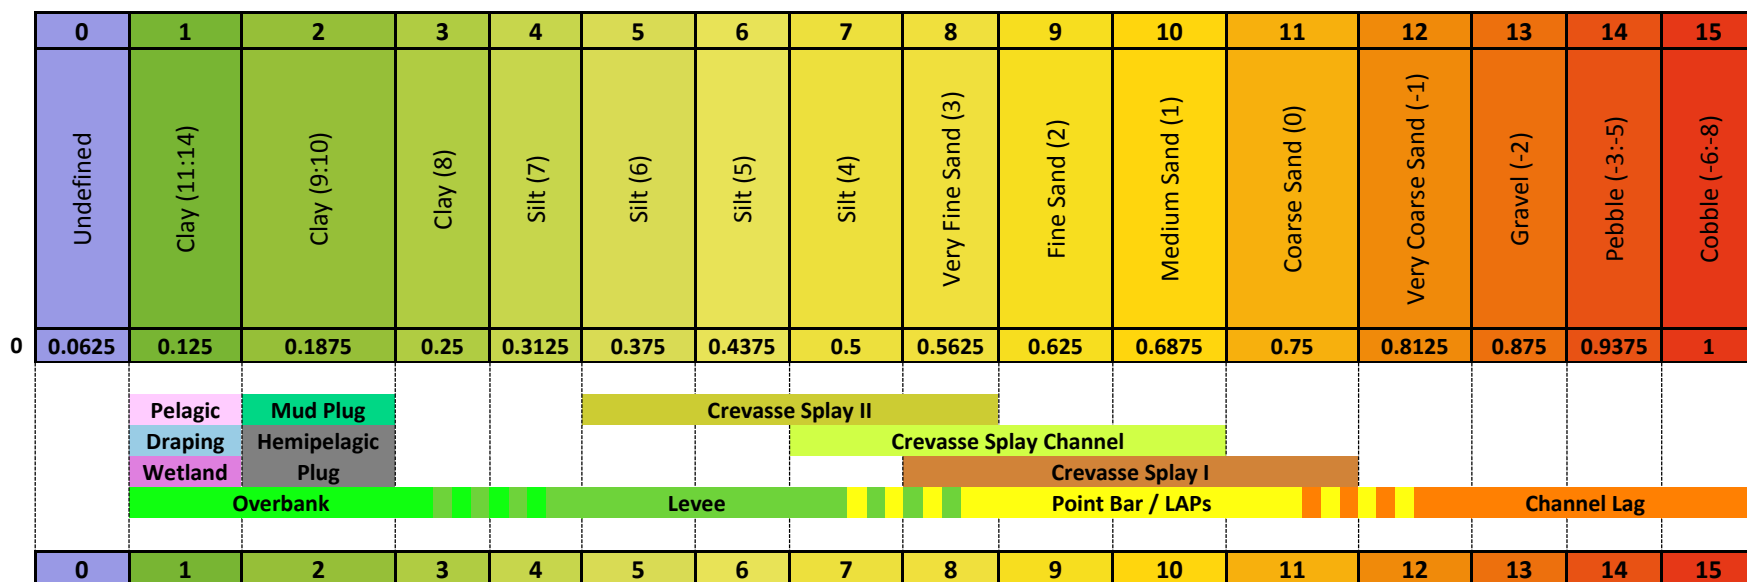 0 1 2 3 4 5 6 7 8 9 10 11 12 13 14 15
Undefined
Clay (11:14)
Clay (9:10)
Clay (8)
Silt (7)
Silt (6)
Silt (5)
Silt (4)
Very Fine Sand (3)
Fine Sand (2)
Medium Sand (1)
Coarse Sand (0)
Very Coarse Sand (-1)
Gravel (-2)
Pebble (-3:-5)
Cobble (-6:-8)
0 0.0625 0.125 0.1875 0.25 0.3125 0.375 0.4375 0.5 0.5625 0.625 0.6875 0.75 0.8125 0.875 0.9375 1
Pelagic Mud Plug Crevasse Splay II
Draping Hemipelagic Crevasse Splay Channel
Wetland Plug Crevasse Splay I
Overbank Levee Point Bar / LAPs Channel Lag
0 1 2 3 4 5 6 7 8 9 10 11 12 13 14 15